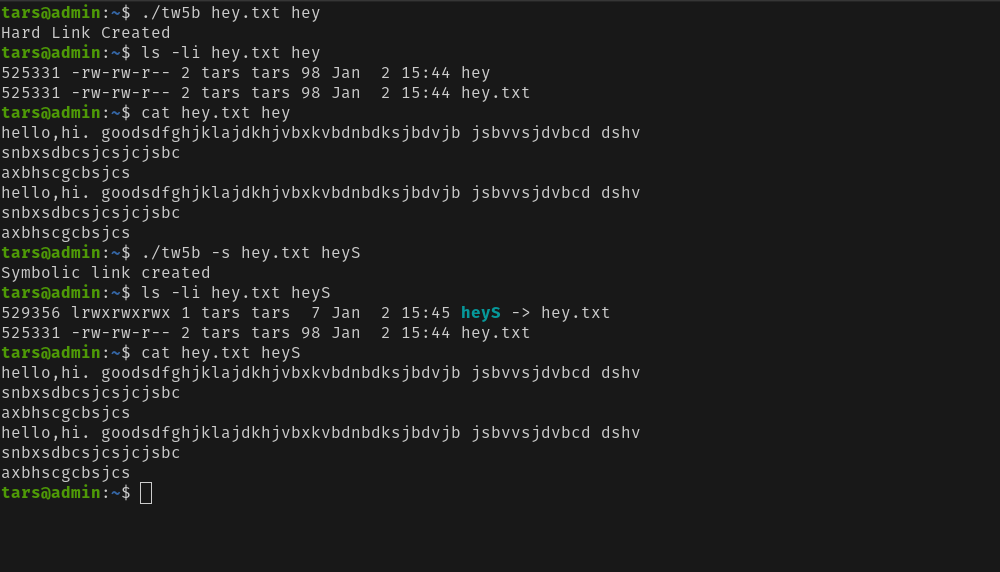 tars@admin:~$ ./tw5b hey.txt hey
Hard Link Created
tars@admin:~$ ls -li hey.txt hey
525331 -rw-rw-r-- 2 tars tars 98 Jan  2 15:44 hey
525331 -rw-rw-r-- 2 tars tars 98 Jan  2 15:44 hey.txt
tars@admin:~$ cat hey.txt hey
hello,hi. goodsdfghjklajdkhjvbxkvbdnbdksjbdvjb jsbvvsjdvbcd dshv
snbxsdbcsjcsjcjsbc
axbhscgcbsjcs
hello,hi. goodsdfghjklajdkhjvbxkvbdnbdksjbdvjb jsbvvsjdvbcd dshv
snbxsdbcsjcsjcjsbc
axbhscgcbsjcs
tars@admin:~$ ./tw5b -s hey.txt heyS
Symbolic link created
tars@admin:~$ ls -li hey.txt heyS
529356 lrwxrwxrwx 1 tars tars  7 Jan  2 15:45 heyS -> hey.txt
525331 -rw-rw-r-- 2 tars tars 98 Jan  2 15:44 hey.txt
tars@admin:~$ cat hey.txt heyS
hello,hi. goodsdfghjklajdkhjvbxkvbdnbdksjbdvjb jsbvvsjdvbcd dshv
snbxsdbcsjcsjcjsbc
axbhscgcbsjcs
hello,hi. goodsdfghjklajdkhjvbxkvbdnbdksjbdvjb jsbvvsjdvbcd dshv
snbxsdbcsjcsjcjsbc
axbhscgcbsjcs
tars@admin:~$